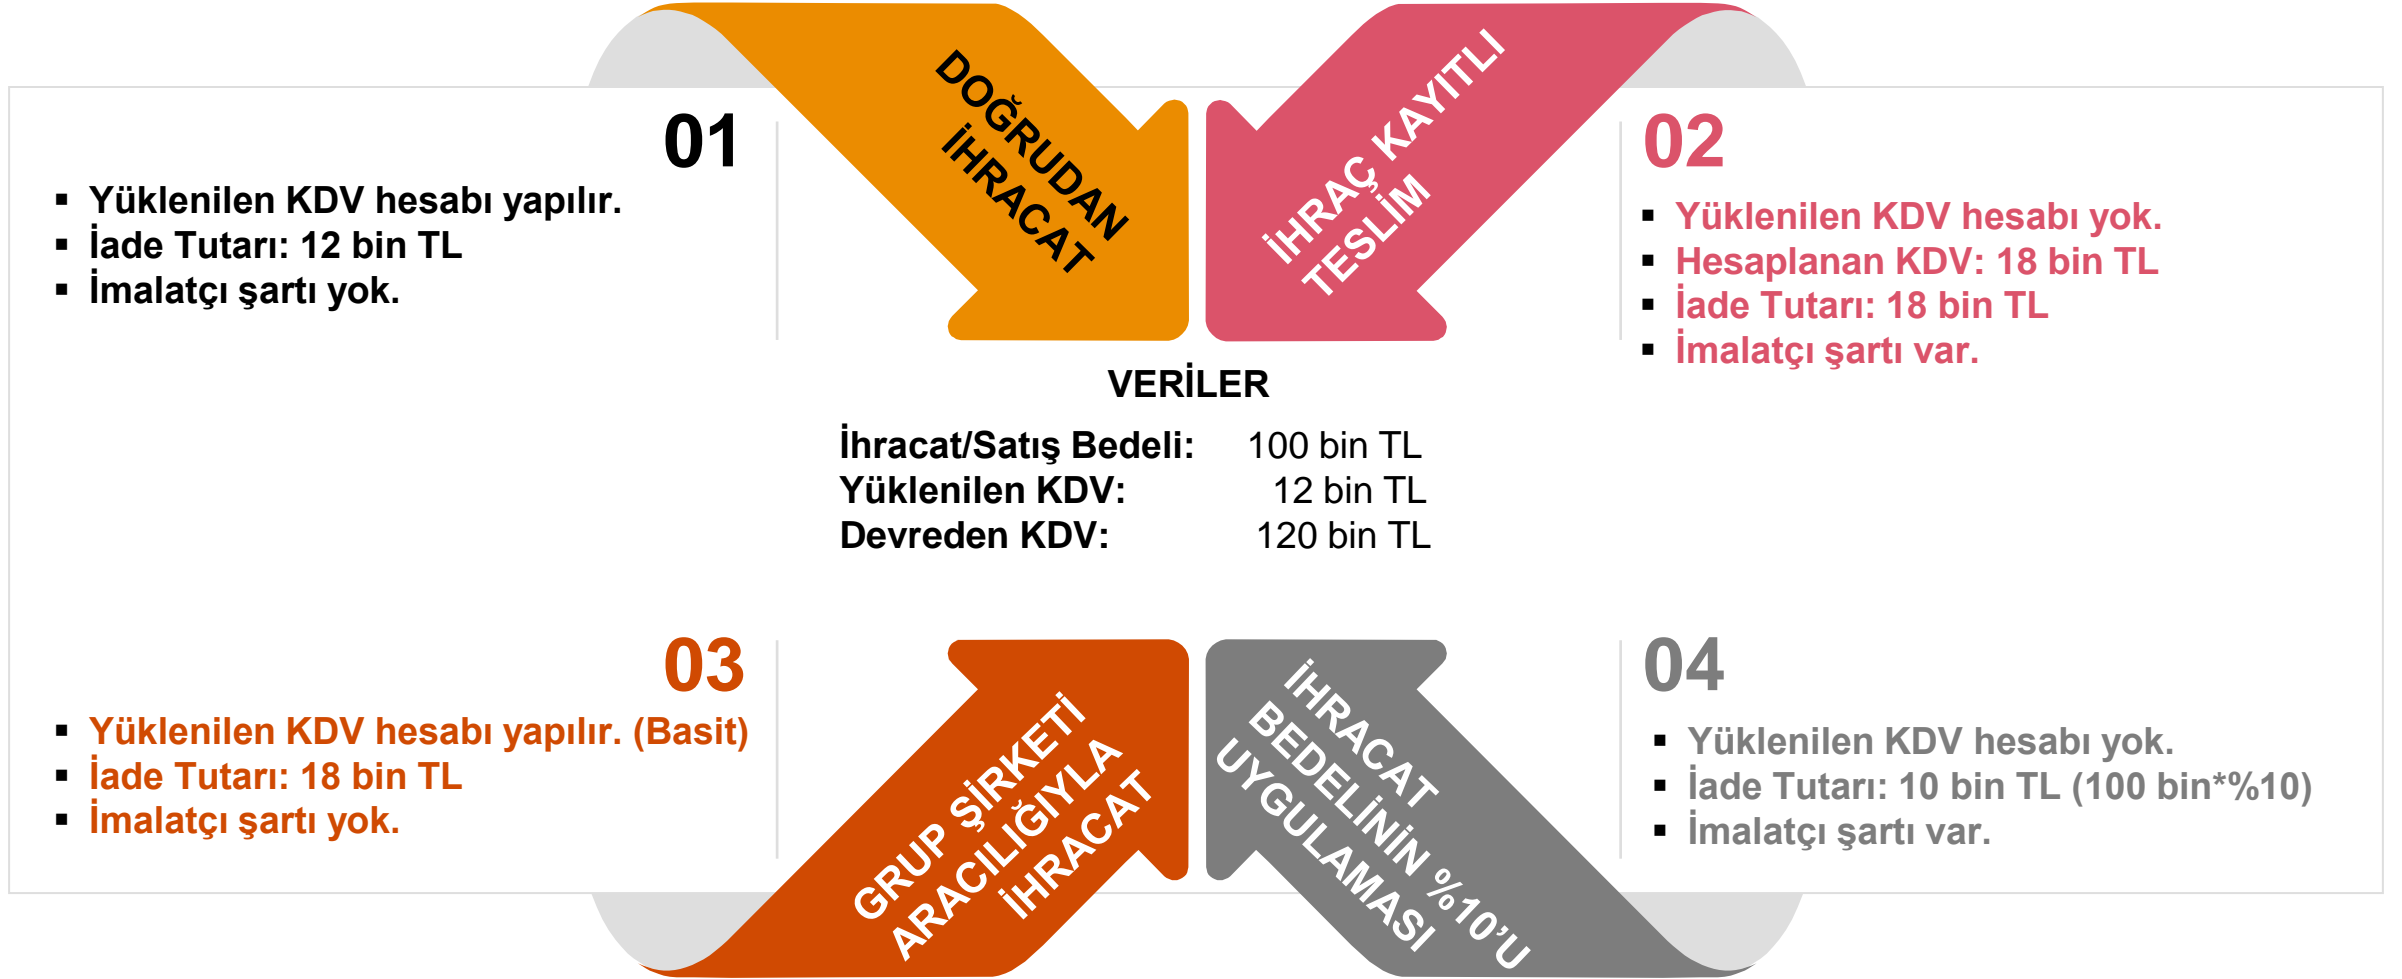 DOĞRUDAN
İHRACAT
İHRAÇ KAYITLI
TESLİM
01
▪ Yüklenilen KDV hesabı yapılır.
▪ İade Tutarı: 12 bin TL
▪ İmalatçı şartı yok.
02
▪ Yüklenilen KDV hesabı yok.
▪ Hesaplanan KDV: 18 bin TL
▪ İade Tutarı: 18 bin TL
▪ İmalatçı şartı var.
VERİLER
İhracat/Satış Bedeli: 100 bin TL
Yüklenilen KDV: 12 bin TL
Devreden KDV: 120 bin TL
03
▪ Yüklenilen KDV hesabı yapılır. (Basit)
▪ İade Tutarı: 18 bin TL
▪ İmalatçı şartı yok.
GRUP ŞİRKETİ
ARACILIĞIYLA
İHRACAT
İHRACAT
BEDELİNİN %10’U
UYGULAMASI
04
▪ Yüklenilen KDV hesabı yok.
▪ İade Tutarı: 10 bin TL (100 bin*%10)
▪ İmalatçı şartı var.